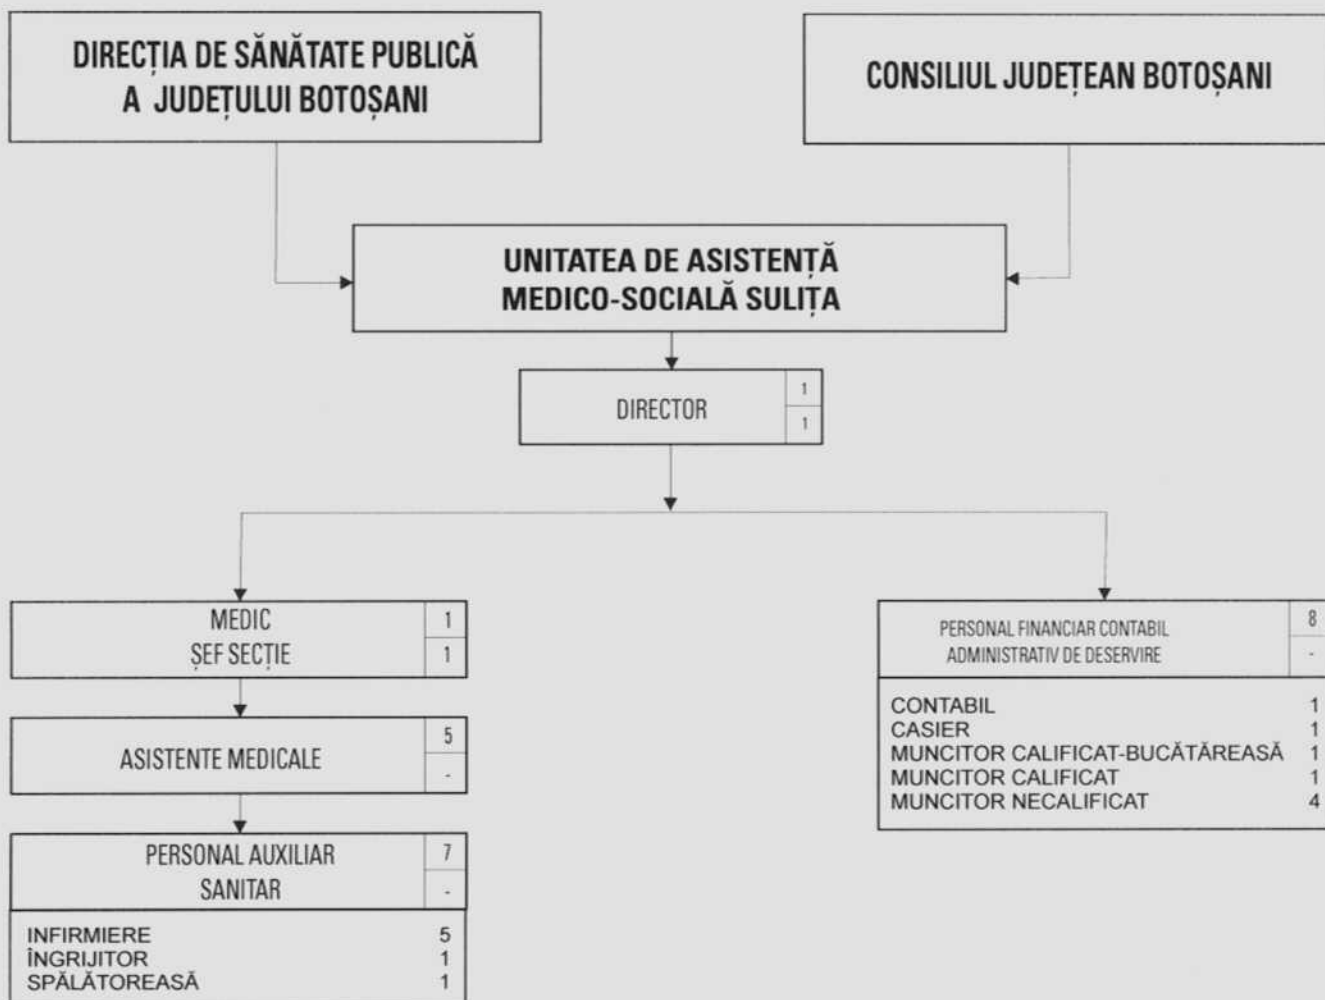 DIRECȚIA DE SĂNĂTATE PUBLICĂ
A JUDEȚULUI BOTOȘANI
CONSILIUL JUDEȚEAN BOTOȘANI
UNITATEA DE ASISTENȚĂ
MEDICO-SOCIALĂ SULIȚA
DIRECTOR
1
1
MEDIC
ȘEF SECȚIE
1
1
ASISTENTE MEDICALE
5
-
PERSONAL AUXILIAR
SANITAR
7
-
INFIRMIERE 5
ÎNGRIJITOR 1
SPĂLĂTOREASĂ 1
PERSONAL FINANCIAR CONTABIL
ADMINISTRATIV DE DESERVIRE
8
-
CONTABIL 1
CASIER 1
MUNCITOR CALIFICAT-BUCĂTĂREASĂ 1
MUNCITOR CALIFICAT 1
MUNCITOR NECALIFICAT 4